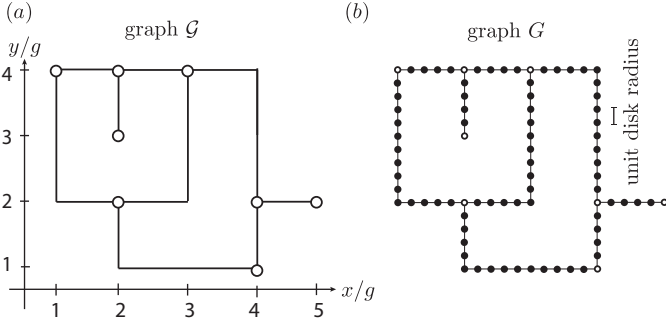 (a)
graph 𝒢
y/g
4
3
2
1
1 2 3 4 5
x/g
(b)
graph G
unit disk radius